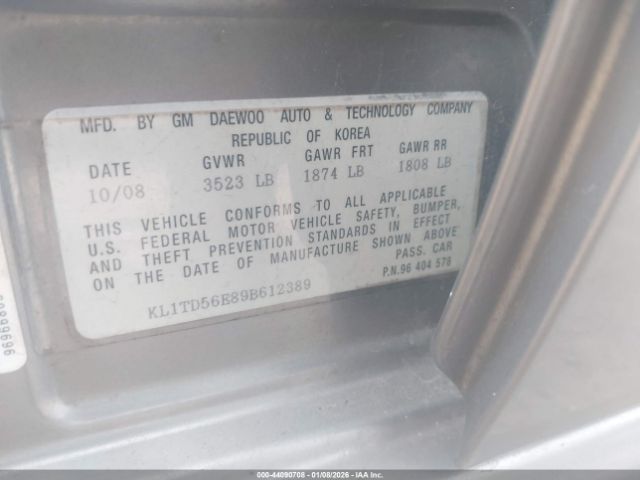 MFD. BY GM DAEWOO AUTO & TECHNOLOGY COMPANY
REPUBLIC OF KOREA
DATE GVWR GAWR FRT GAWR RR
10/08 3523 LB 1874 LB 1808 LB
THIS VEHICLE CONFORMS TO ALL APPLICABLE
U.S. FEDERAL MOTOR VEHICLE SAFETY, BUMPER,
AND THEFT PREVENTION STANDARDS IN EFFECT
ON THE DATE OF MANUFACTURE SHOWN ABOVE
PASS. CAR
P.N.96 404 576
KL1TD56E89B612389
000-44090708 - 01/08/2026 - IAAI.COM